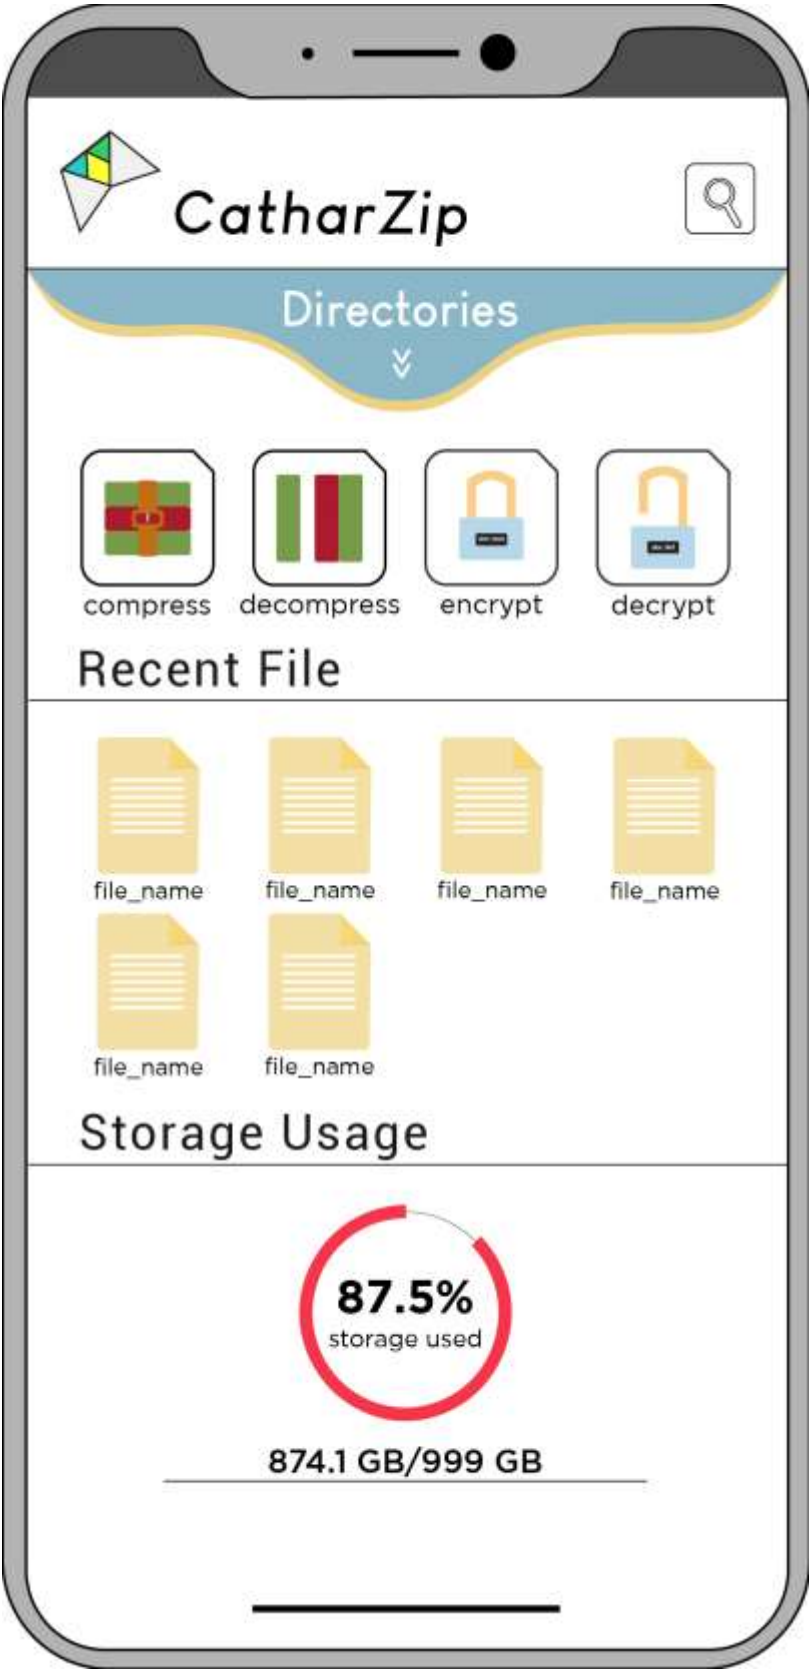 CatharZip
Directories
compress decompress encrypt decrypt
Recent File
file_name file_name file_name file_name
file_name file_name
Storage Usage
87.5%
storage used
874.1 GB/999 GB